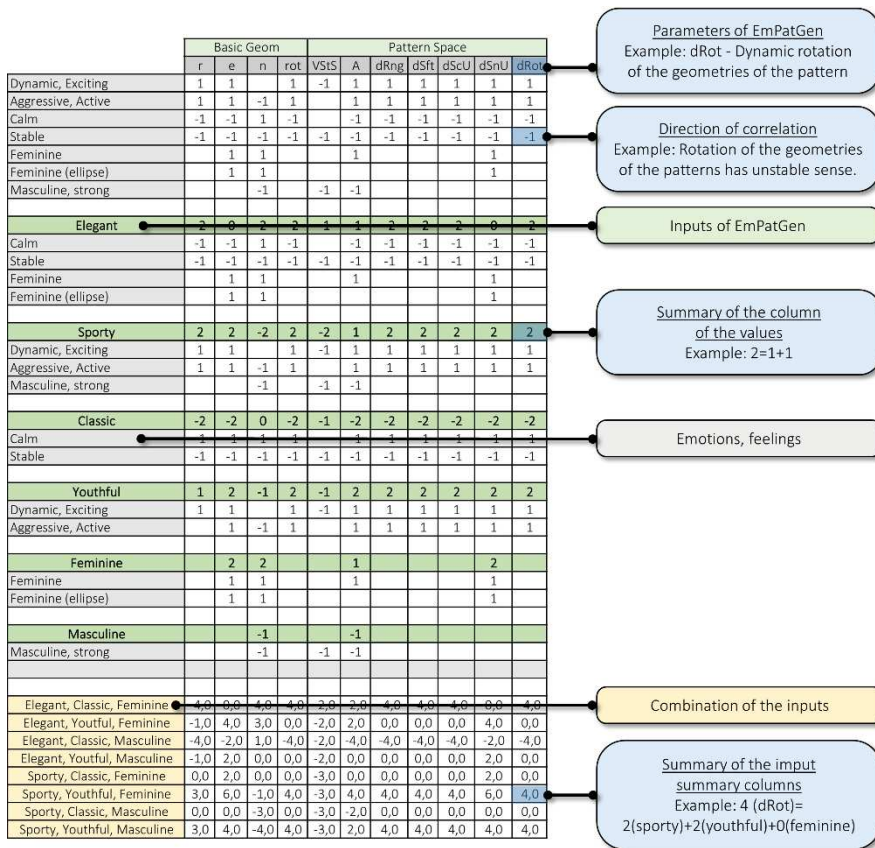 Basic Geom Pattern Space
r e n rot VStS A dRng dSft dScU dSnU dRot
Dynamic, Exciting 1 1 1 -1 1 1 1 1 1 1
Aggressive, Active 1 1 -1 1 1 1 1 1 1 1
Calm -1 -1 1 -1 -1 -1 -1 -1 -1 -1
Stable -1 -1 -1 -1 -1 -1 -1 -1 -1 -1 -1
Feminine 1 1 1 1
Feminine (ellipse) 1 1 1
Masculine, strong -1 -1 -1
Elegant 2 0 2 2 1 1 2 2 2 0 2
Calm -1 -1 1 -1 -1 -1 -1 -1 -1 -1
Stable -1 -1 -1 -1 -1 -1 -1 -1 -1 -1 -1
Feminine 1 1 1 1
Feminine (ellipse) 1 1 1
Sporty 2 2 -2 2 -2 1 2 2 2 2 2
Dynamic, Exciting 1 1 1 -1 1 1 1 1 1 1
Aggressive, Active 1 1 -1 1 1 1 1 1 1 1
Masculine, strong -1 -1 -1
Classic -2 -2 0 -2 -1 -2 -2 -2 -2 -2 -2
Calm 1 1 1 1 1 1 1 1 1 1
Stable -1 -1 -1 -1 -1 -1 -1 -1 -1 -1 -1
Youthful 1 2 -1 2 -1 2 2 2 2 2 2
Dynamic, Exciting 1 1 1 -1 1 1 1 1 1 1
Aggressive, Active 1 -1 1 1 1 1 1 1 1
Feminine 2 2 1 2
Feminine 1 1 1 1
Feminine (ellipse) 1 1 1
Masculine -1 -1
Masculine, strong -1 -1 -1
Elegant, Classic, Feminine 4,0 0,0 4,0 4,0 2,0 2,0 4,0 4,0 4,0 0,0 4,0
Elegant, Youtful, Feminine -1,0 4,0 3,0 0,0 -2,0 2,0 0,0 0,0 0,0 4,0 0,0
Elegant, Classic, Masculine -4,0 -2,0 1,0 -4,0 -2,0 -4,0 -4,0 -4,0 -4,0 -2,0 -4,0
Elegant, Youtful, Masculine -1,0 2,0 0,0 0,0 -2,0 0,0 0,0 0,0 0,0 2,0 0,0
Sporty, Classic, Feminine 0,0 2,0 0,0 0,0 -3,0 0,0 0,0 0,0 0,0 2,0 0,0
Sporty, Youthful, Feminine 3,0 6,0 -1,0 4,0 -3,0 4,0 4,0 4,0 4,0 6,0 4,0
Sporty, Classic, Masculine 0,0 0,0 -3,0 0,0 -3,0 -2,0 0,0 0,0 0,0 0,0 0,0
Sporty, Youthful, Masculine 3,0 4,0 -4,0 4,0 -3,0 2,0 4,0 4,0 4,0 4,0 4,0
Parameters of EmPatGen
Example: dRot - Dynamic rotation
of the geometries of the pattern
Direction of correlation
Example: Rotation of the geometries
of the patterns has unstable sense.
Inputs of EmPatGen
Summary of the column
of the values
Example: 2=1+1
Emotions, feelings
Combination of the inputs
Summary of the imput
summary columns
Example: 4 (dRot)=
2(sporty)+2(youthful)+0(feminine)